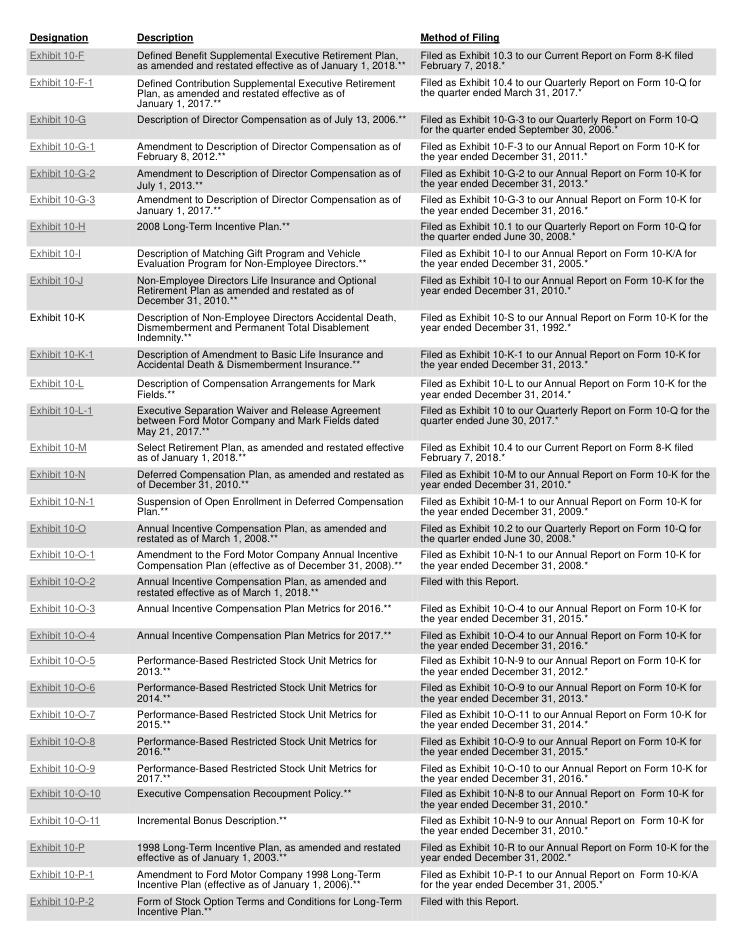 Designation Description Method of Filing
Exhibit 10-F Defined Benefit Supplemental Executive Retirement Plan, Filed as Exhibit 10.3 to our Current Report on Form 8-K filed
as amended and restated effective as of January 1, 2018.** February 7, 2018.*
Exhibit 10-F-1 Defined Contribution Supplemental Executive Retirement Filed as Exhibit 10.4 to our Quarterly Report on Form 10-Q for
Plan, as amended and restated effective as of the quarter ended March 31, 2017.*
January 1, 2017.**
Exhibit 10-G Description of Director Compensation as of July 13, 2006.** Filed as Exhibit 10-G-3 to our Quarterly Report on Form 10-Q
for the quarter ended September 30, 2006.*
Exhibit 10-G-1 Amendment to Description of Director Compensation as of Filed as Exhibit 10-F-3 to our Annual Report on Form 10-K for
February 8, 2012.** the year ended December 31, 2011.*
Exhibit 10-G-2 Amendment to Description of Director Compensation as of Filed as Exhibit 10-G-2 to our Annual Report on Form 10-K for
July 1, 2013.** the year ended December 31, 2013.*
Exhibit 10-G-3 Amendment to Description of Director Compensation as of Filed as Exhibit 10-G-3 to our Annual Report on Form 10-K for
January 1, 2017.** the year ended December 31, 2016.*
Exhibit 10-H 2008 Long-Term Incentive Plan.** Filed as Exhibit 10.1 to our Quarterly Report on Form 10-Q for
the quarter ended June 30, 2008.*
Exhibit 10-I Description of Matching Gift Program and Vehicle Filed as Exhibit 10-I to our Annual Report on Form 10-K/A for
Evaluation Program for Non-Employee Directors.** the year ended December 31, 2005.*
Exhibit 10-J Non-Employee Directors Life Insurance and Optional Filed as Exhibit 10-I to our Annual Report on Form 10-K for the
Retirement Plan as amended and restated as of year ended December 31, 2010.*
December 31, 2010.**
Exhibit 10-K Description of Non-Employee Directors Accidental Death, Filed as Exhibit 10-S to our Annual Report on Form 10-K for the
Dismemberment and Permanent Total Disablement year ended December 31, 1992.*
Indemnity.**
Exhibit 10-K-1 Description of Amendment to Basic Life Insurance and Filed as Exhibit 10-K-1 to our Annual Report on Form 10-K for
Accidental Death & Dismemberment Insurance.** the year ended December 31, 2013.*
Exhibit 10-L Description of Compensation Arrangements for Mark Filed as Exhibit 10-L to our Annual Report on Form 10-K for the
Fields.** year ended December 31, 2014.*
Exhibit 10-L-1 Executive Separation Waiver and Release Agreement Filed as Exhibit 10 to our Quarterly Report on Form 10-Q for the
between Ford Motor Company and Mark Fields dated quarter ended June 30, 2017.*
May 21, 2017.**
Exhibit 10-M Select Retirement Plan, as amended and restated effective Filed as Exhibit 10.4 to our Current Report on Form 8-K filed
as of January 1, 2018.** February 7, 2018.*
Exhibit 10-N Deferred Compensation Plan, as amended and restated as Filed as Exhibit 10-M to our Annual Report on Form 10-K for the
of December 31, 2010.** year ended December 31, 2010.*
Exhibit 10-N-1 Suspension of Open Enrollment in Deferred Compensation Filed as Exhibit 10-M-1 to our Annual Report on Form 10-K for
Plan.** the year ended December 31, 2009.*
Exhibit 10-O Annual Incentive Compensation Plan, as amended and Filed as Exhibit 10.2 to our Quarterly Report on Form 10-Q for
restated as of March 1, 2008.** the quarter ended June 30, 2008.*
Exhibit 10-O-1 Amendment to the Ford Motor Company Annual Incentive Filed as Exhibit 10-N-1 to our Annual Report on Form 10-K for
Compensation Plan (effective as of December 31, 2008).** the year ended December 31, 2008.*
Exhibit 10-O-2 Annual Incentive Compensation Plan, as amended and Filed with this Report.
restated effective as of March 1, 2018.**
Exhibit 10-O-3 Annual Incentive Compensation Plan Metrics for 2016.** Filed as Exhibit 10-O-4 to our Annual Report on Form 10-K for
the year ended December 31, 2015.*
Exhibit 10-O-4 Annual Incentive Compensation Plan Metrics for 2017.** Filed as Exhibit 10-O-4 to our Annual Report on Form 10-K for
the year ended December 31, 2016.*
Exhibit 10-O-5 Performance-Based Restricted Stock Unit Metrics for Filed as Exhibit 10-N-9 to our Annual Report on Form 10-K for
2013.** the year ended December 31, 2012.*
Exhibit 10-O-6 Performance-Based Restricted Stock Unit Metrics for Filed as Exhibit 10-O-9 to our Annual Report on Form 10-K for
2014.** the year ended December 31, 2013.*
Exhibit 10-O-7 Performance-Based Restricted Stock Unit Metrics for Filed as Exhibit 10-O-11 to our Annual Report on Form 10-K for
2015.** the year ended December 31, 2014.*
Exhibit 10-O-8 Performance-Based Restricted Stock Unit Metrics for Filed as Exhibit 10-O-9 to our Annual Report on Form 10-K for
2016.** the year ended December 31, 2015.*
Exhibit 10-O-9 Performance-Based Restricted Stock Unit Metrics for Filed as Exhibit 10-O-10 to our Annual Report on Form 10-K for
2017.** the year ended December 31, 2016.*
Exhibit 10-O-10 Executive Compensation Recoupment Policy.** Filed as Exhibit 10-N-8 to our Annual Report on Form 10-K for
the year ended December 31, 2010.*
Exhibit 10-O-11 Incremental Bonus Description.** Filed as Exhibit 10-N-9 to our Annual Report on Form 10-K for
the year ended December 31, 2010.*
Exhibit 10-P 1998 Long-Term Incentive Plan, as amended and restated Filed as Exhibit 10-R to our Annual Report on Form 10-K for the
effective as of January 1, 2003.** year ended December 31, 2002.*
Exhibit 10-P-1 Amendment to Ford Motor Company 1998 Long-Term Filed as Exhibit 10-P-1 to our Annual Report on Form 10-K/A
Incentive Plan (effective as of January 1, 2006).** for the year ended December 31, 2005.*
Exhibit 10-P-2 Form of Stock Option Terms and Conditions for Long-Term Filed with this Report.
Incentive Plan.**